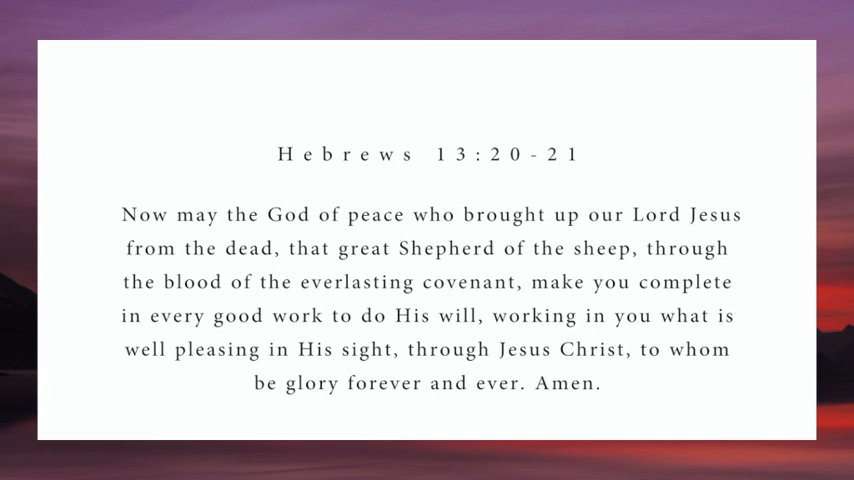 Hebrews 13:20-21
Now may the God of peace who brought up our Lord Jesus
from the dead, that great Shepherd of the sheep, through
the blood of the everlasting covenant, make you complete
in every good work to do His will, working in you what is
well pleasing in His sight, through Jesus Christ, to whom
be glory forever and ever. Amen.